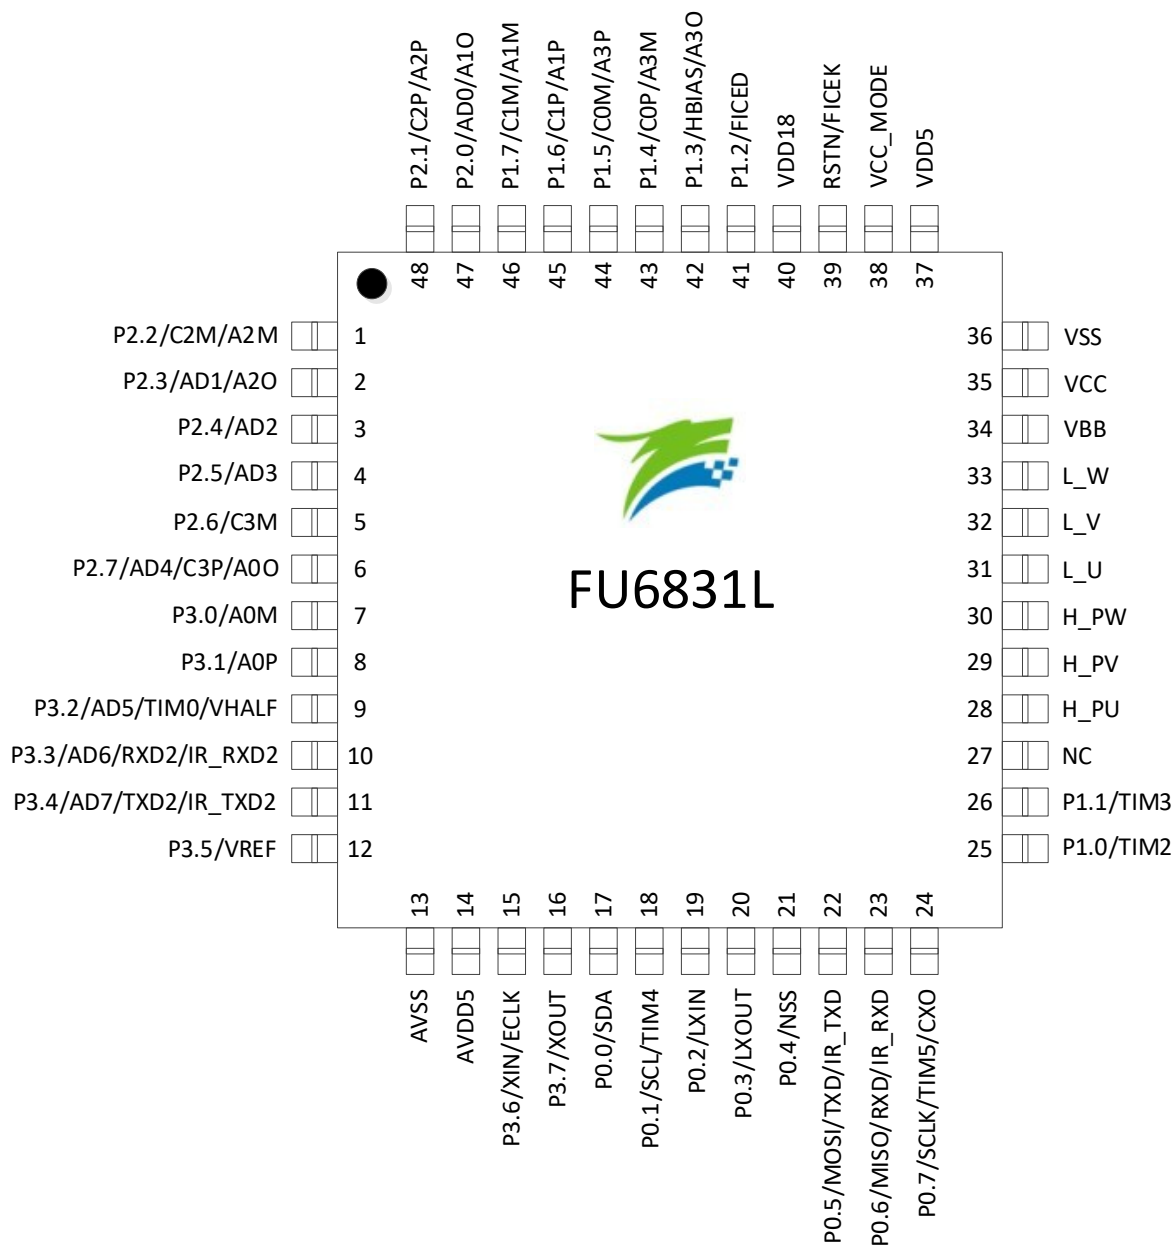 P2.1/C2P/A2P
P2.0/AD0/A1O
P1.7/C1M/A1M
P1.6/C1P/A1P
P1.5/C0M/A3P
P1.4/C0P/A3M
P1.3/HBIAS/A3O
P1.2/FICED
VDD18
RSTN/FICEK
VCC_MODE
VDD5
48
47
46
45
44
43
42
41
40
39
38
37
P2.2/C2M/A2M 1
P2.3/AD1/A2O 2
P2.4/AD2 3
P2.5/AD3 4
P2.6/C3M 5
P2.7/AD4/C3P/A0O 6
P3.0/A0M 7
P3.1/A0P 8
P3.2/AD5/TIM0/VHALF 9
P3.3/AD6/RXD2/IR_RXD2 10
P3.4/AD7/TXD2/IR_TXD2 11
P3.5/VREF 12
FU6831L
36 VSS
35 VCC
34 VBB
33 L_W
32 L_V
31 L_U
30 H_PW
29 H_PV
28 H_PU
27 NC
26 P1.1/TIM3
25 P1.0/TIM2
13
14
15
16
17
18
19
20
21
22
23
24
AVSS
AVDD5
P3.6/XIN/ECLK
P3.7/XOUT
P0.0/SDA
P0.1/SCL/TIM4
P0.2/LXIN
P0.3/LXOUT
P0.4/NSS
P0.5/MOSI/TXD/IR_TXD
P0.6/MISO/RXD/IR_RXD
P0.7/SCLK/TIM5/CXO